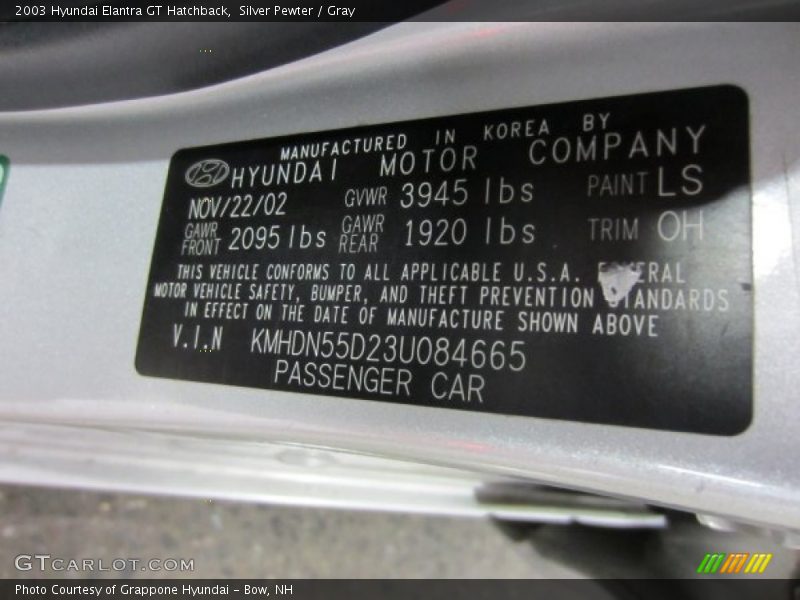 2003 Hyundai Elantra GT Hatchback,  Silver Pewter / Gray
MANUFACTURED IN KOREA BY
HYUNDAI MOTOR COMPANY
NOV/22/02 GVWR 3945 lbs PAINT LS
GAWR FRONT 2095 lbs GAWR REAR 1920 lbs TRIM OH
THIS VEHICLE CONFORMS TO ALL APPLICABLE U.S.A.
MOTOR VEHICLE SAFETY, BUMPER, AND THEFT PREVENTION STANDARDS
IN EFFECT ON THE DATE OF MANUFACTURE SHOWN ABOVE
V.I.N KMHDN55D23U084665
PASSENGER CAR
GTCARLOT.COM
Photo Courtesy of Grappone Hyundai - Bow, NH